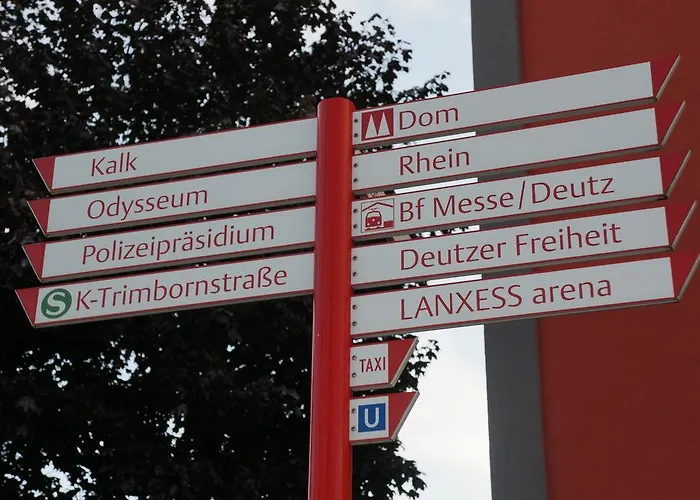 Kalk
Odysseum
Polizeipräsidium
S K-Trimbornstraße
Dom
Rhein
Bf Messe/Deutz
Deutzer Freiheit
LANXESS arena
TAXI
U